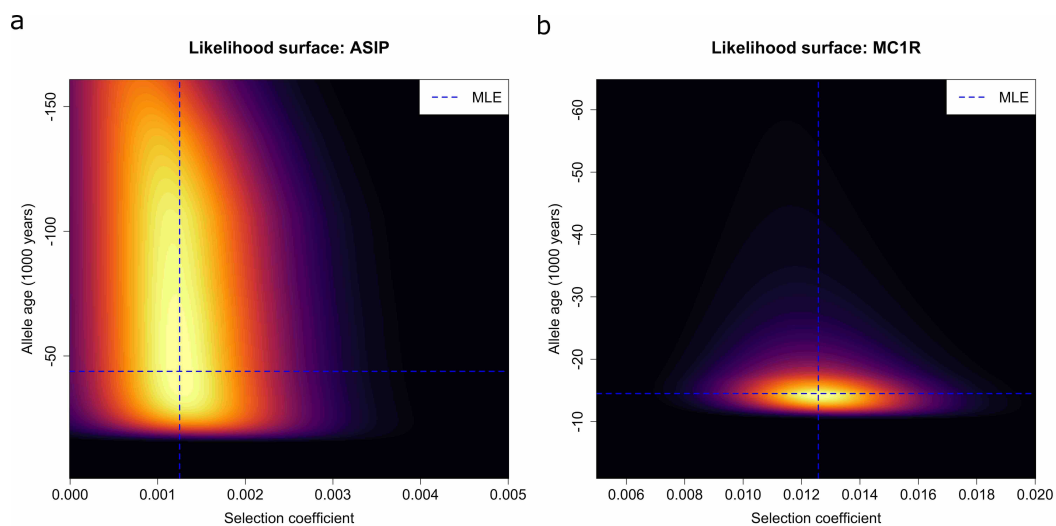 a
Likelihood surface: ASIP
MLE
Allele age (1000 years)
-150
-100
-50
0.000 0.001 0.002 0.003 0.004 0.005
Selection coefficient
b
Likelihood surface: MC1R
MLE
Allele age (1000 years)
-60
-50
-40
-30
-20
-10
0.006 0.008 0.010 0.012 0.014 0.016 0.018 0.020
Selection coefficient